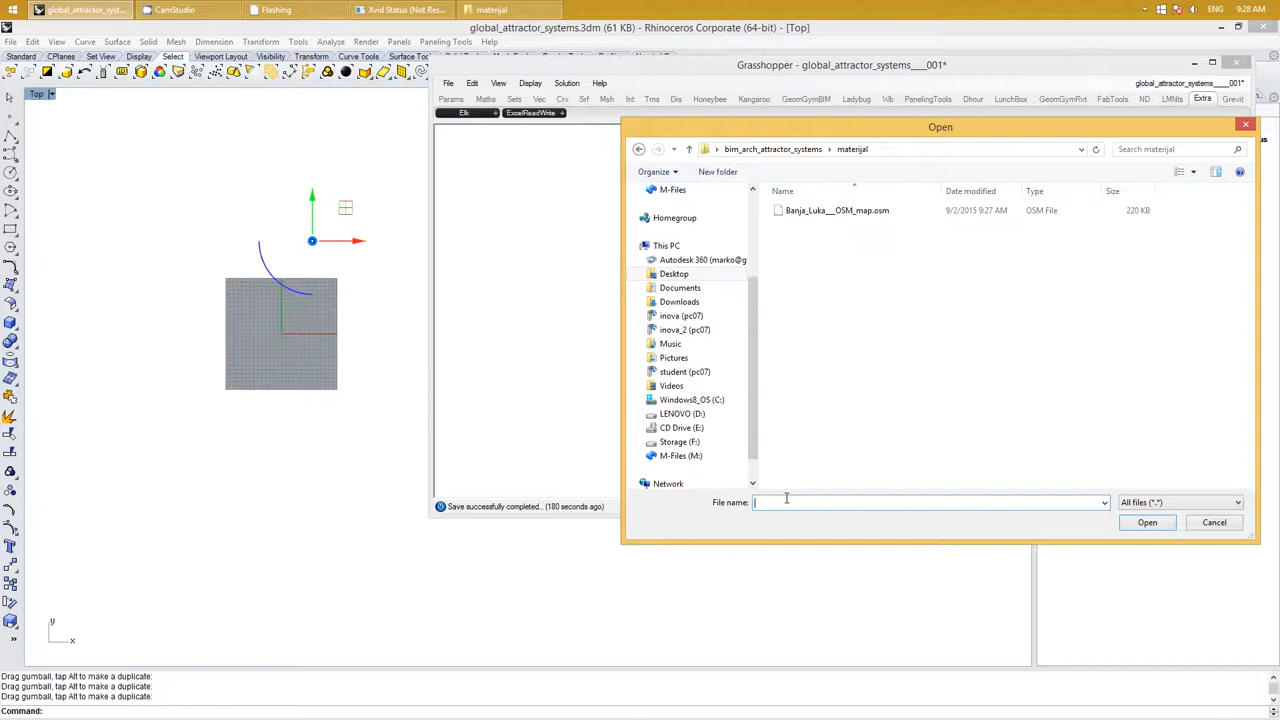 global_attractor_syst...
CamStudio
Flashing
Xvid Status (Not Res...
materijal
ENG
9:28 AM
global_attractor_systems.3dm (61 KB) - Rhinoceros Corporate (64-bit) - [Top]
File Edit View Curve Surface Solid Mesh Dimension Transform Tools Analyze Render Panels Paneling Tools Help
Standard CPlanes Set View Display Select Viewport Layout Visibility Transform Curve Tools
Top
Grasshopper - global_attractor_systems___001*
File Edit View Display Solution Help
global_attractor_systems___001*
Params Maths Sets Vec Crv Srf Msh Int Trns Dis Honeybee Kangaroo GeomGymBIM Ladybug Wb PanelingTools Dhour LunchBox GeomGymRvt FabTools ND LMNts Extra Grevit
Elk
ExcelReadWrite
Open
bim_arch_attractor_systems
materijal
Search materijal
Organize
New folder
Name
Date modified
Type
Size
Banja_Luka___OSM_map.osm
9/2/2015 9:27 AM
OSM File
220 KB
M-Files
Homegroup
This PC
Autodesk 360 (marko@g
Desktop
Documents
Downloads
inova (pc07)
inova_2 (pc07)
Music
Pictures
student (pc07)
Videos
Windows8_OS (C:)
LENOVO (D:)
CD Drive (E:)
Storage (F:)
M-Files (M:)
Network
File name:
All files (*.*)
Open
Cancel
Save successfully completed... (180 seconds ago)
y
x
Drag gumball, tap Alt to make a duplicate:
Drag gumball, tap Alt to make a duplicate:
Drag gumball, tap Alt to make a duplicate:
Command: